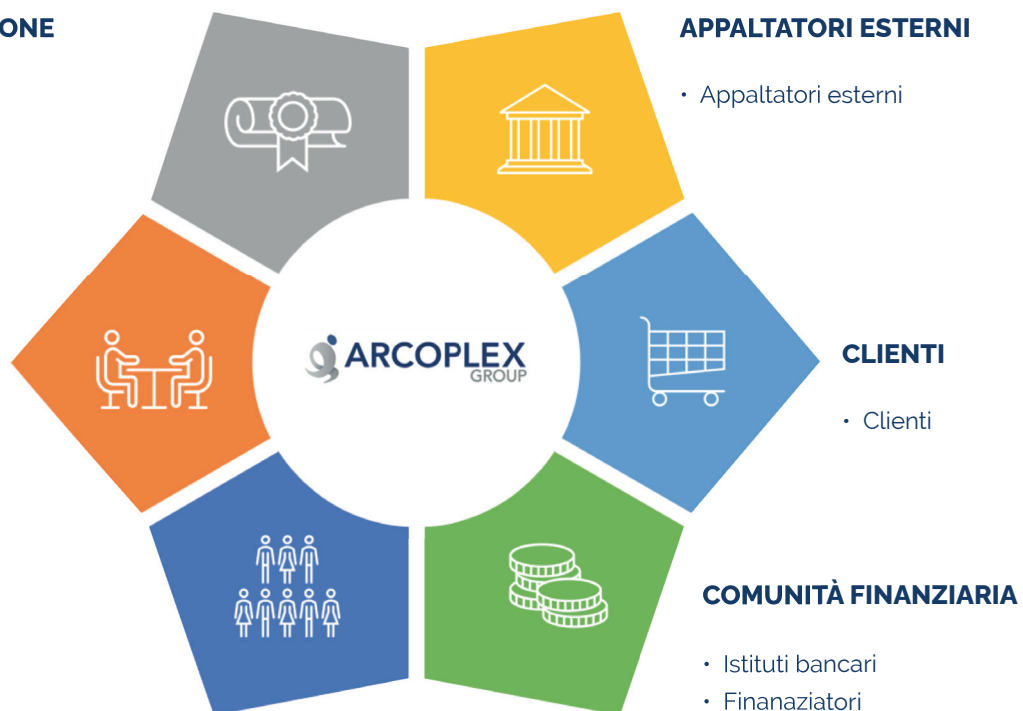 ONE
APPALTATORI ESTERNI
• Appaltatori esterni
ARCOPLEX
GROUP
CLIENTI
• Clienti
COMUNITÀ FINANZIARIA
• Istituti bancari
• Finanaziatori